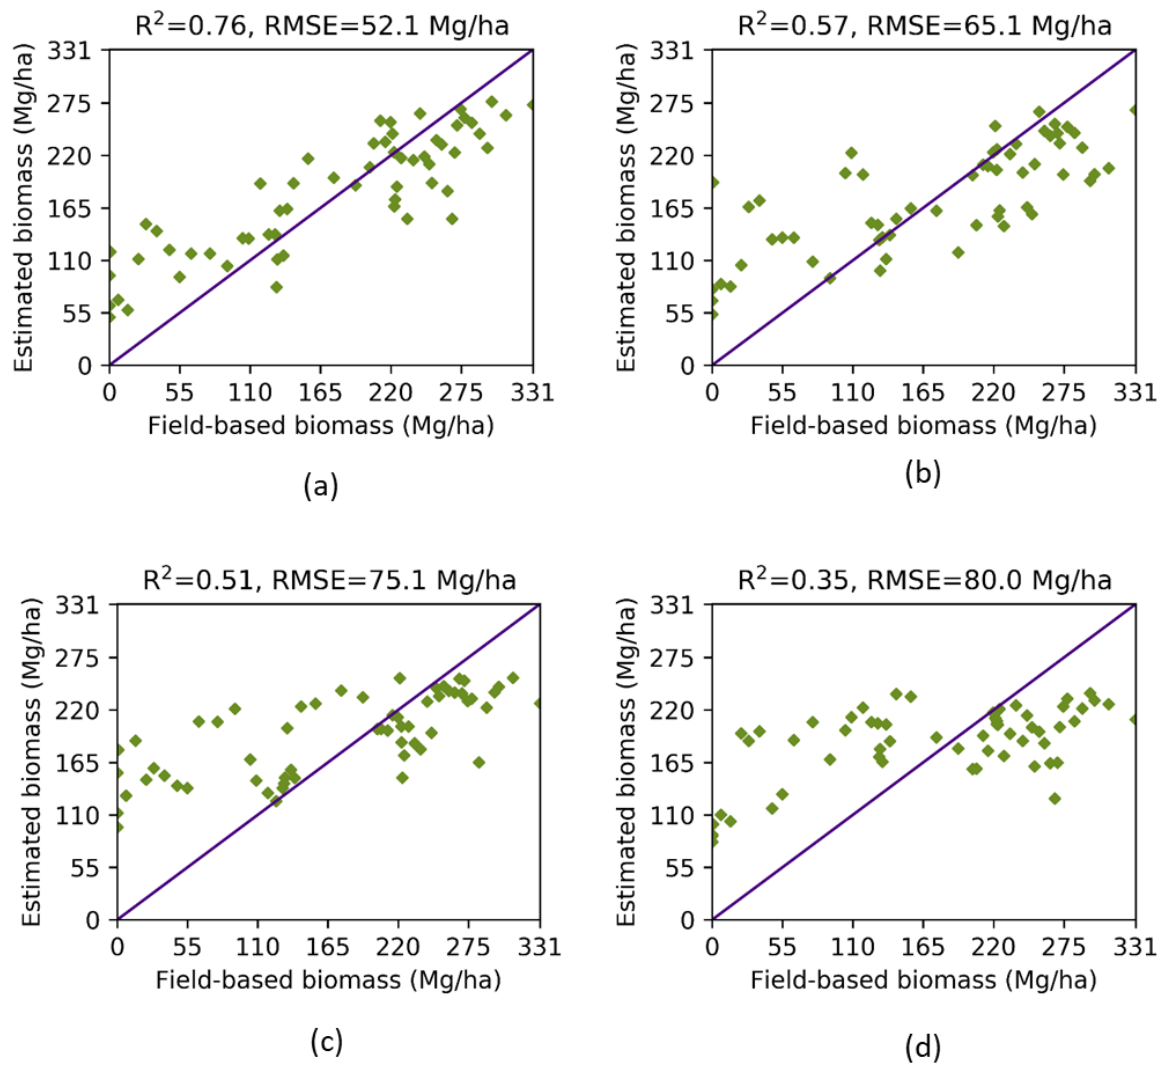 R²=0.76, RMSE=52.1 Mg/ha
Estimated biomass (Mg/ha)
331
275
220
165
110
55
0
0 55 110 165 220 275 331
Field-based biomass (Mg/ha)
(a)
R²=0.57, RMSE=65.1 Mg/ha
Estimated biomass (Mg/ha)
331
275
220
165
110
55
0
0 55 110 165 220 275 331
Field-based biomass (Mg/ha)
(b)
R²=0.51, RMSE=75.1 Mg/ha
Estimated biomass (Mg/ha)
331
275
220
165
110
55
0
0 55 110 165 220 275 331
Field-based biomass (Mg/ha)
(c)
R²=0.35, RMSE=80.0 Mg/ha
Estimated biomass (Mg/ha)
331
275
220
165
110
55
0
0 55 110 165 220 275 331
Field-based biomass (Mg/ha)
(d)